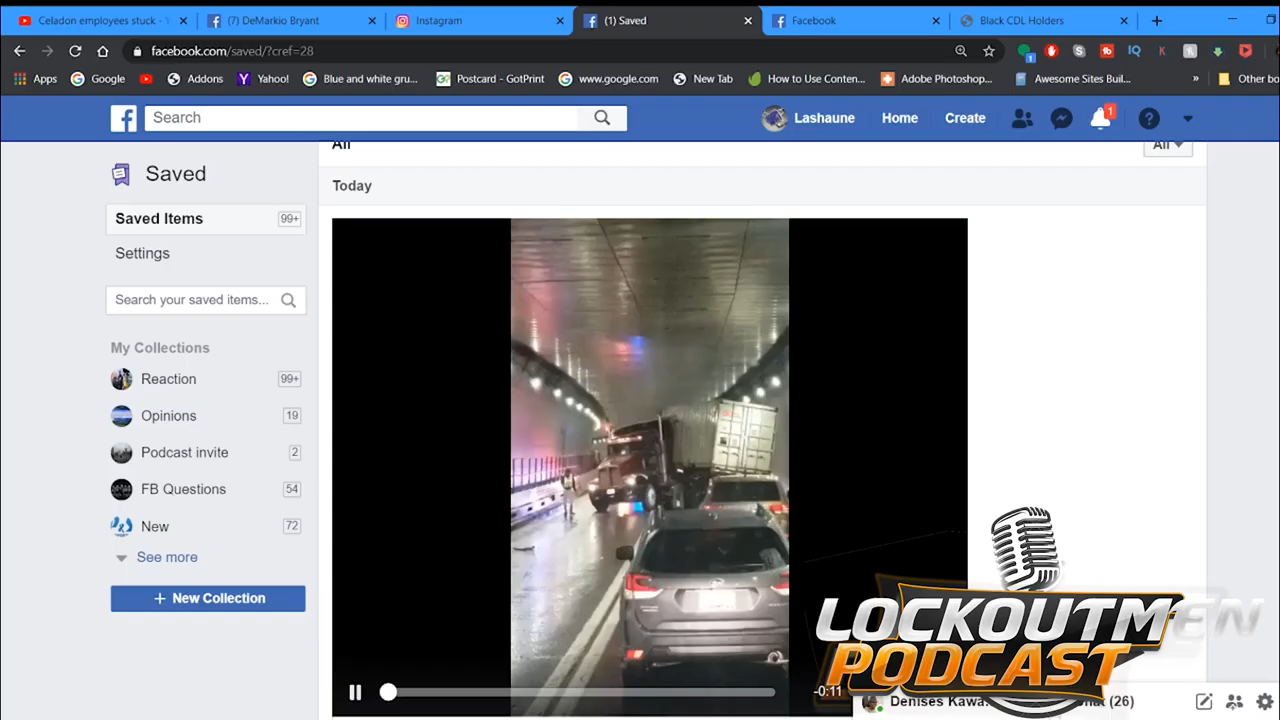 Celadon employees stuck -
(7) DeMarkio Bryant
Instagram
(1) Saved
Facebook
Black CDL Holders
facebook.com/saved/?cref=28
Apps
Google
Addons
Yahoo!
Blue and white gru...
Postcard - GotPrint
www.google.com
New Tab
How to Use Conten...
Adobe Photoshop...
Awesome Sites Buil...
»
Other bo
Search
Lashaune
Home
Create
1
Saved
All
All
Today
Saved Items 99+
Settings
Search your saved items...
My Collections
Reaction 99+
Opinions 19
Podcast invite 2
FB Questions 54
New 72
See more
+ New Collection
LOCKOUTMEN
PODCAST
-0:11
Denises Kawa.
(26)